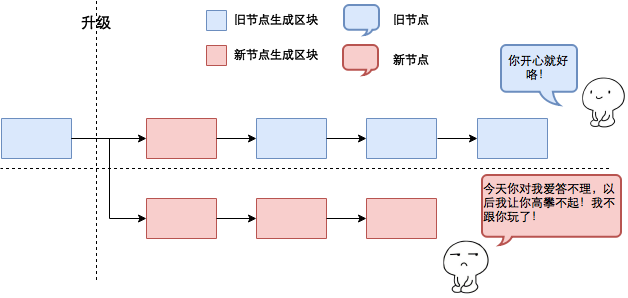 升级
旧节点生成区块
旧节点
新节点生成区块
新节点
你开心就好
咯！
今天你对我爱答不理，以
后我让你高攀不起！我不
跟你玩了！